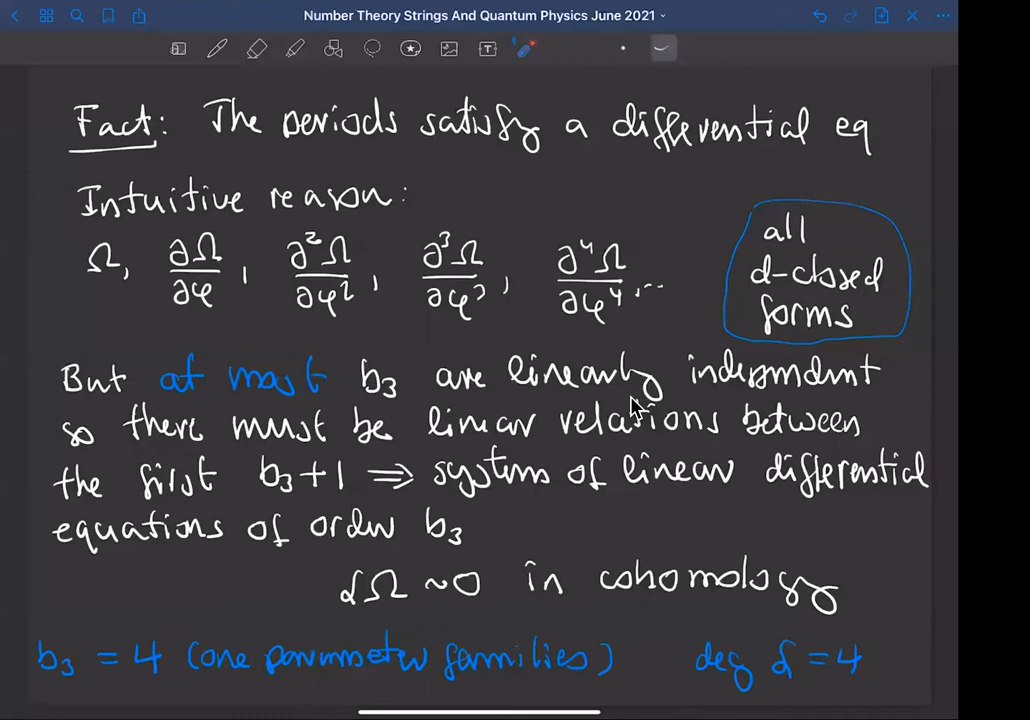 Number Theory Strings And Quantum Physics June 2021
Fact: The periods satisfy a differential eq
Intuitive reason:
Ω, ∂Ω/∂φ, ∂²Ω/∂φ², ∂³Ω/∂φ³, ∂⁴Ω/∂φ⁴, ...
all
d-closed
forms
But at most b₃ are linearly independent
so there must be linear relations between
the first b₃+1 ⇒ system of linear differential
equations of order b₃
ℒΩ ~ 0 in cohomology
b₃ = 4 (one parameter families) deg ℒ = 4